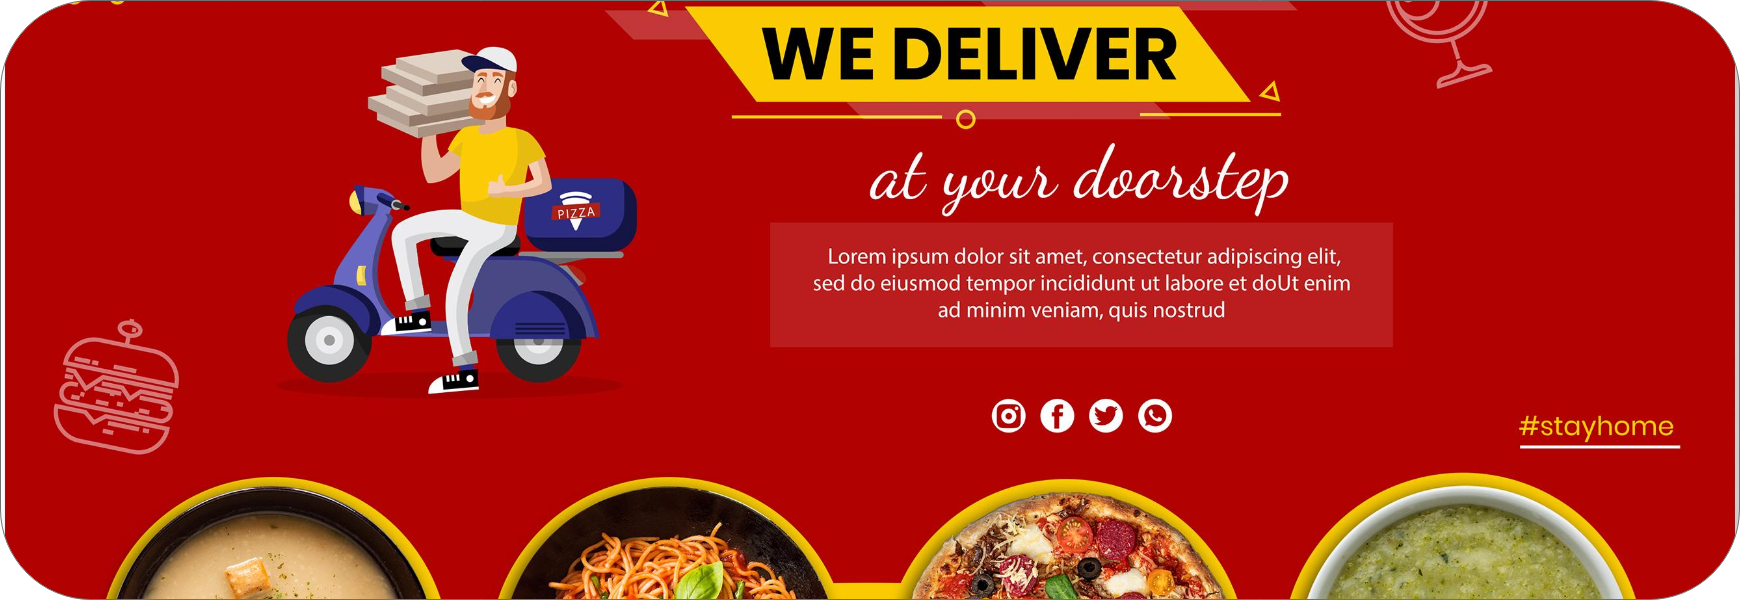 WE DELIVER
at your doorstep
PIZZA
Lorem ipsum dolor sit amet, consectetur adipiscing elit,
sed do eiusmod tempor incididunt ut labore et doUt enim
ad minim veniam, quis nostrud
#stayhome